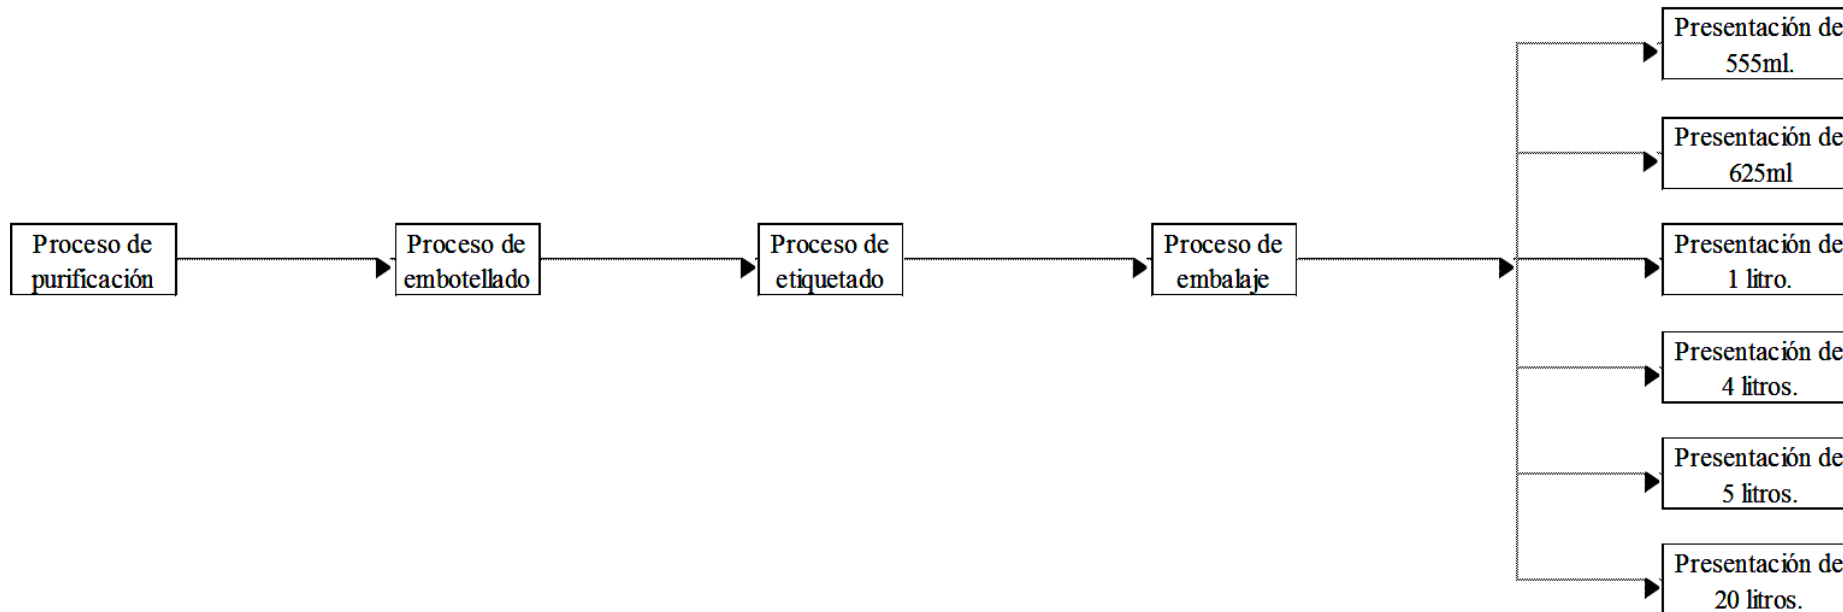 Proceso de
purificación
Proceso de
embotellado
Proceso de
etiquetado
Proceso de
embalaje
Presentación de
555ml.
Presentación de
625ml
Presentación de
1 litro.
Presentación de
4 litros.
Presentación de
5 litros.
Presentación de
20 litros.